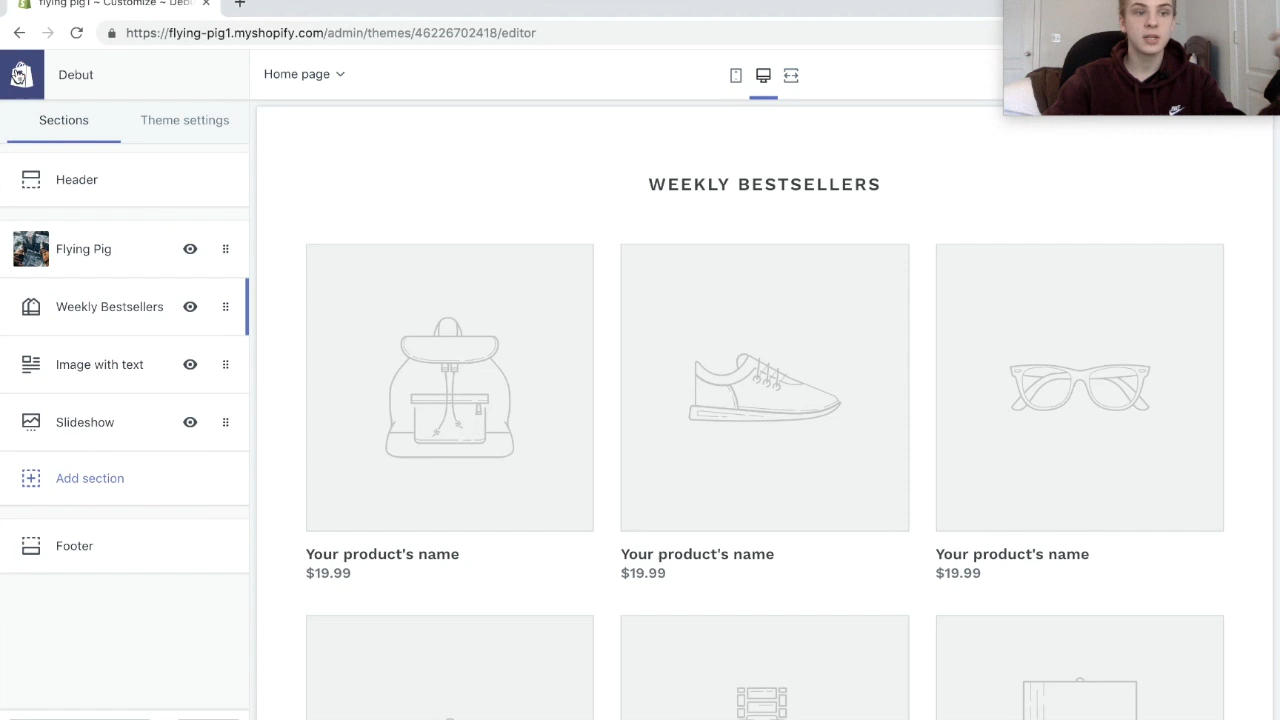 flying pig1 ~ Customize ~ Deb
https://flying-pig1.myshopify.com/admin/themes/46226702418/editor
Debut
Home page
Sections
Theme settings
Header
WEEKLY BESTSELLERS
Flying Pig
Weekly Bestsellers
Image with text
Slideshow
Add section
Footer
Your product's name
$19.99
Your product's name
$19.99
Your product's name
$19.99